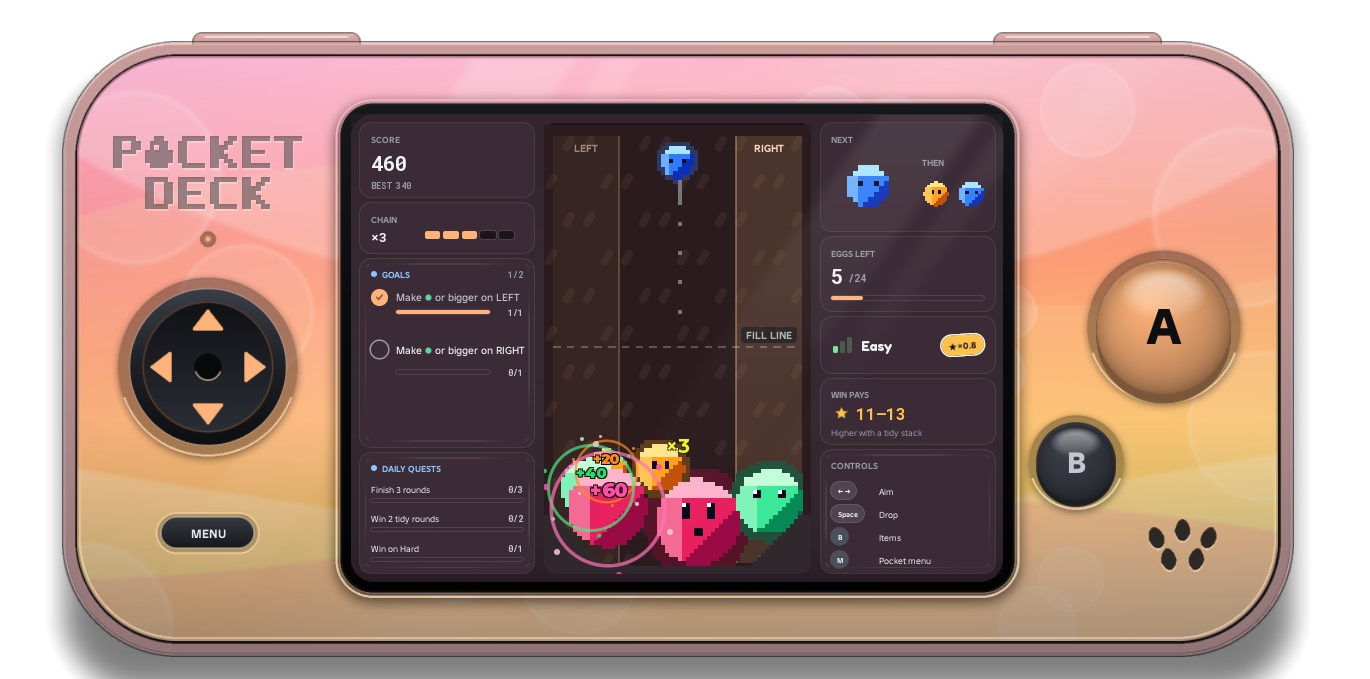 POCKET
DECK
MENU
SCORE
460
BEST 340
CHAIN
×3
GOALS 1/2
Make or bigger on LEFT
1/1
Make or bigger on RIGHT
0/1
DAILY QUESTS
Finish 3 rounds 0/3
Win 2 tidy rounds 0/2
Win on Hard 0/1
LEFT
RIGHT
FILL LINE
×3
+20
+40
+60
NEXT
THEN
EGGS LEFT
5 /24
Easy ★×0.8
WIN PAYS
★ 11–13
Higher with a tidy stack
CONTROLS
←→ Aim
Space Drop
B Items
M Pocket menu
A
B